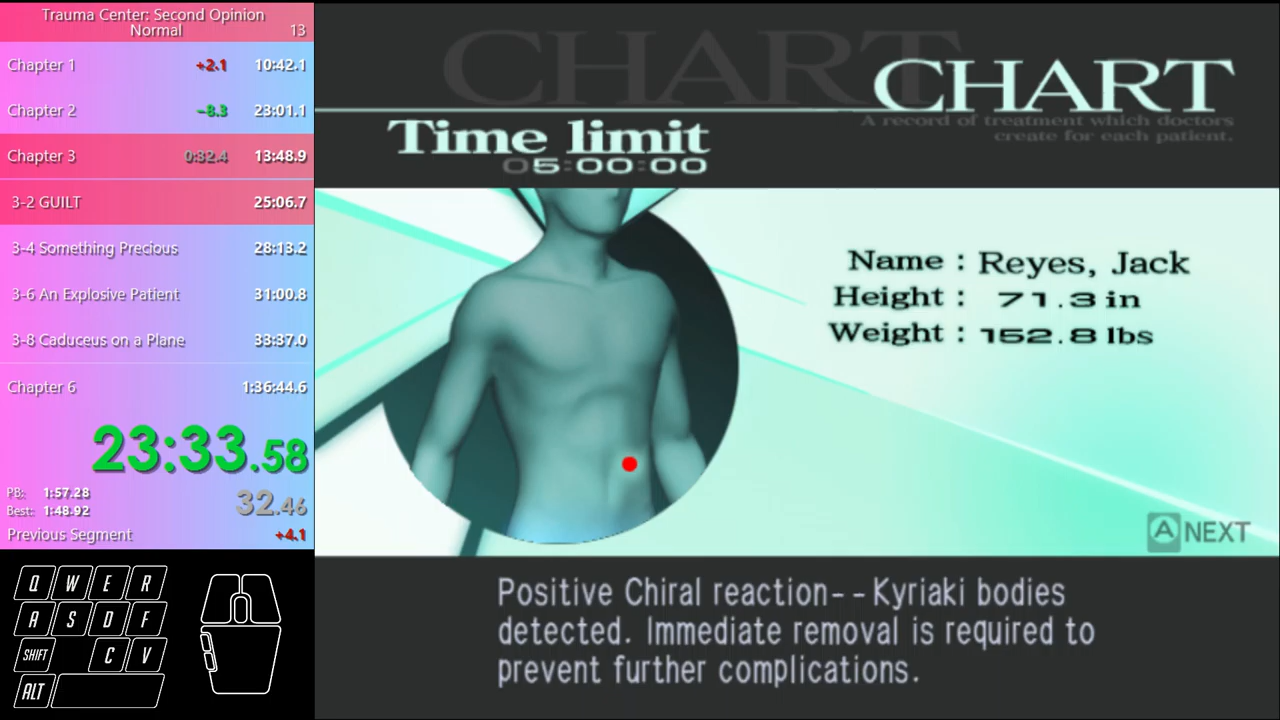 Trauma Center: Second Opinion
Normal 13
Chapter 1 +2.1 10:42.1
Chapter 2 -8.3 23:01.1
Chapter 3 0:32.4 13:48.9
3-2 GUILT 25:06.7
3-4 Something Precious 28:13.2
3-6 An Explosive Patient 31:00.8
3-8 Caduceus on a Plane 33:37.0
Chapter 6 1:36:44.6
23:33.58
PB: 1:57.28
Best: 1:48.92
32.46
Previous Segment +4.1
Q W E R
A S D F
SHIFT C V
ALT
CHART
CHART
A record of treatment which doctors
create for each patient.
Time limit
05:00:00
Name : Reyes, Jack
Height : 71.3 in
Weight : 152.8 lbs
A NEXT
Positive Chiral reaction--Kyriaki bodies
detected. Immediate removal is required to
prevent further complications.